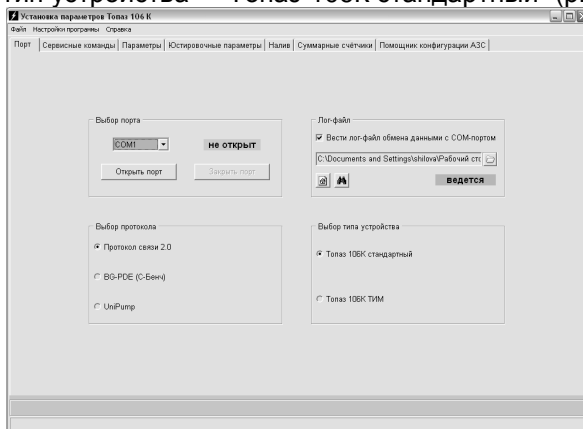 тип устройства – "Топаз-106К стандартный" (р
Установка параметров Топаз 106 К
Файл Настройки программы Справка
Порт Сервисные команды Параметры Юстировочные параметры Налив Суммарные счётчики Помощник конфигурации АЗС
Выбор порта
COM1 не открыт
Открыть порт Закрыть порт
Лог-файл
Вести лог-файл обмена данными с COM-портом
C:\Documents and Settings\shilova\Рабочий стс
ведется
Выбор протокола
Протокол связи 2.0
BG-PDE (С-Бенч)
UniPump
Выбор типа устройства
Топаз 106К стандартный
Топаз 106К ТИМ